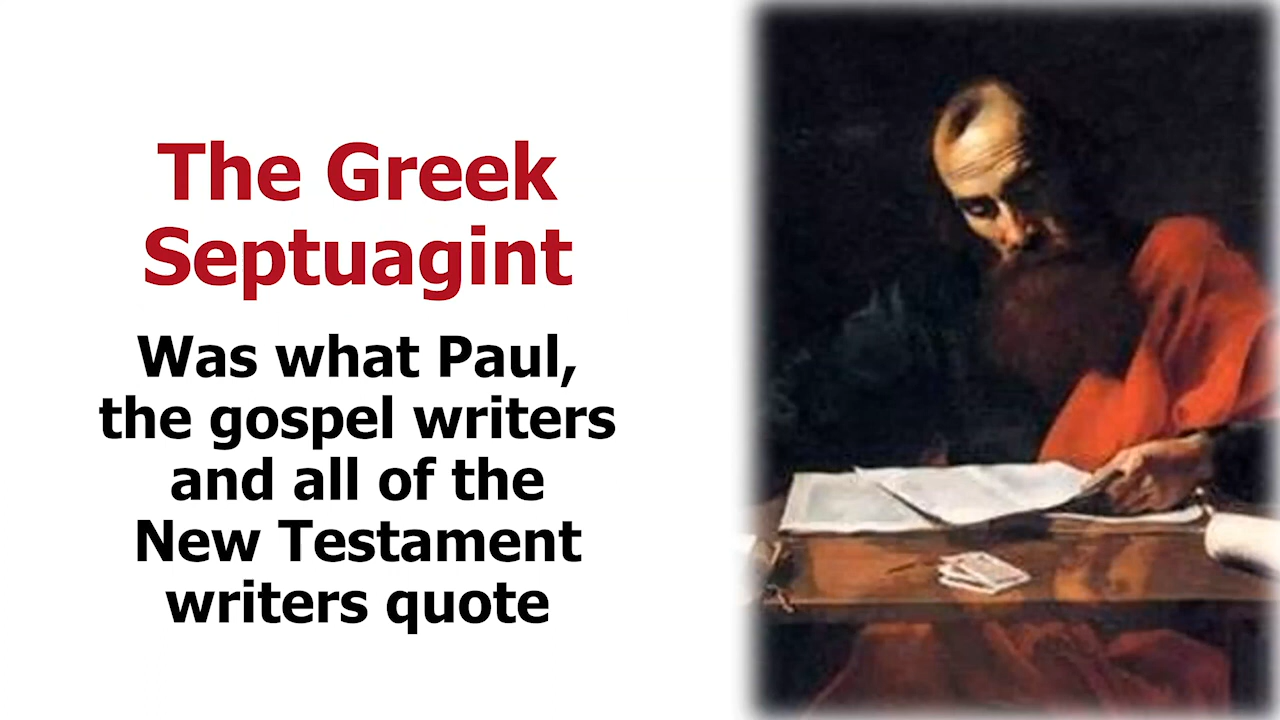 The Greek
Septuagint
Was what Paul,
the gospel writers
and all of the
New Testament
writers quote